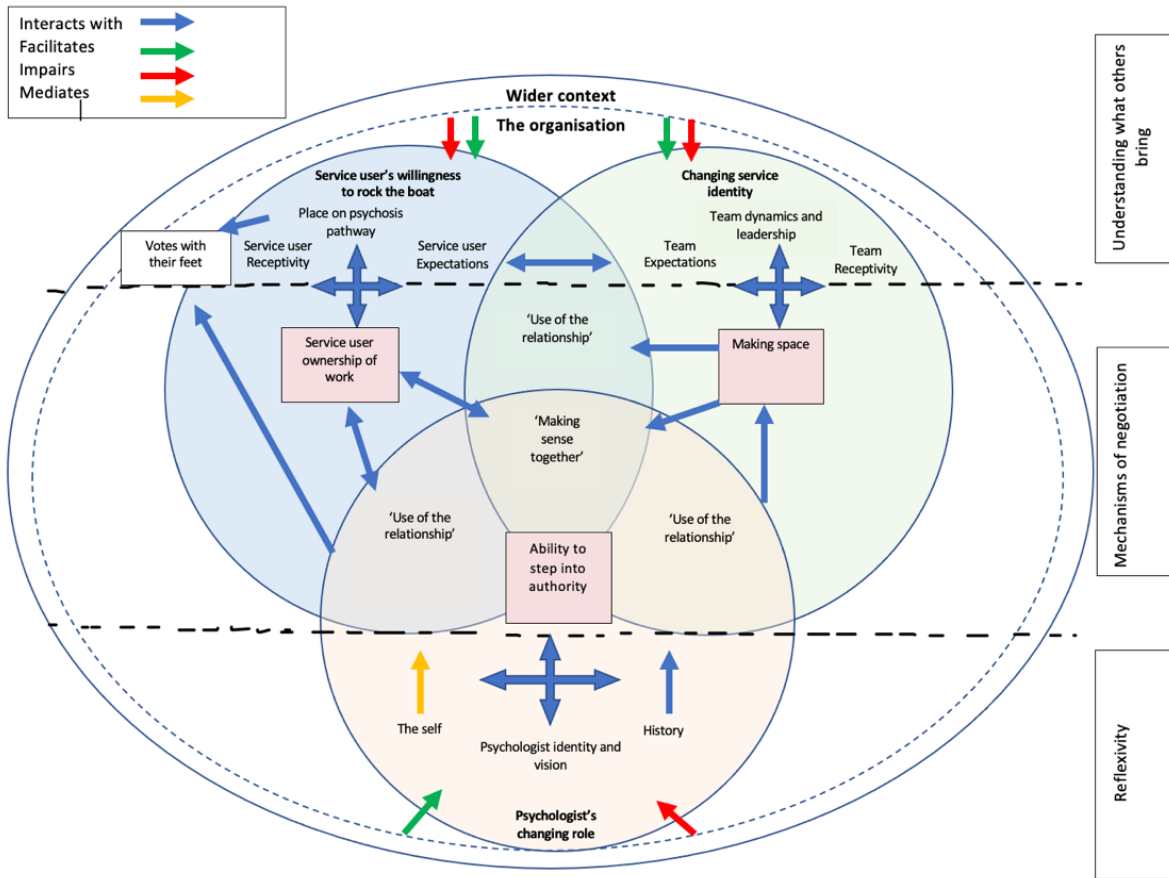 Interacts with
Facilitates
Impairs
Mediates
Wider context
The organisation
Service user's willingness
to rock the boat
Place on psychosis
pathway
Service user
Receptivity
Service user
Expectations
Votes with
their feet
Changing service
identity
Team dynamics and
leadership
Team
Expectations
Team
Receptivity
Understanding what others
bring
'Use of the
relationship'
Service user
ownership of
work
Making space
'Making
sense
together'
'Use of the
relationship'
'Use of the
relationship'
Ability to
step into
authority
Mechanisms of negotiation
The self
History
Psychologist identity and
vision
Psychologist's
changing role
Reflexivity